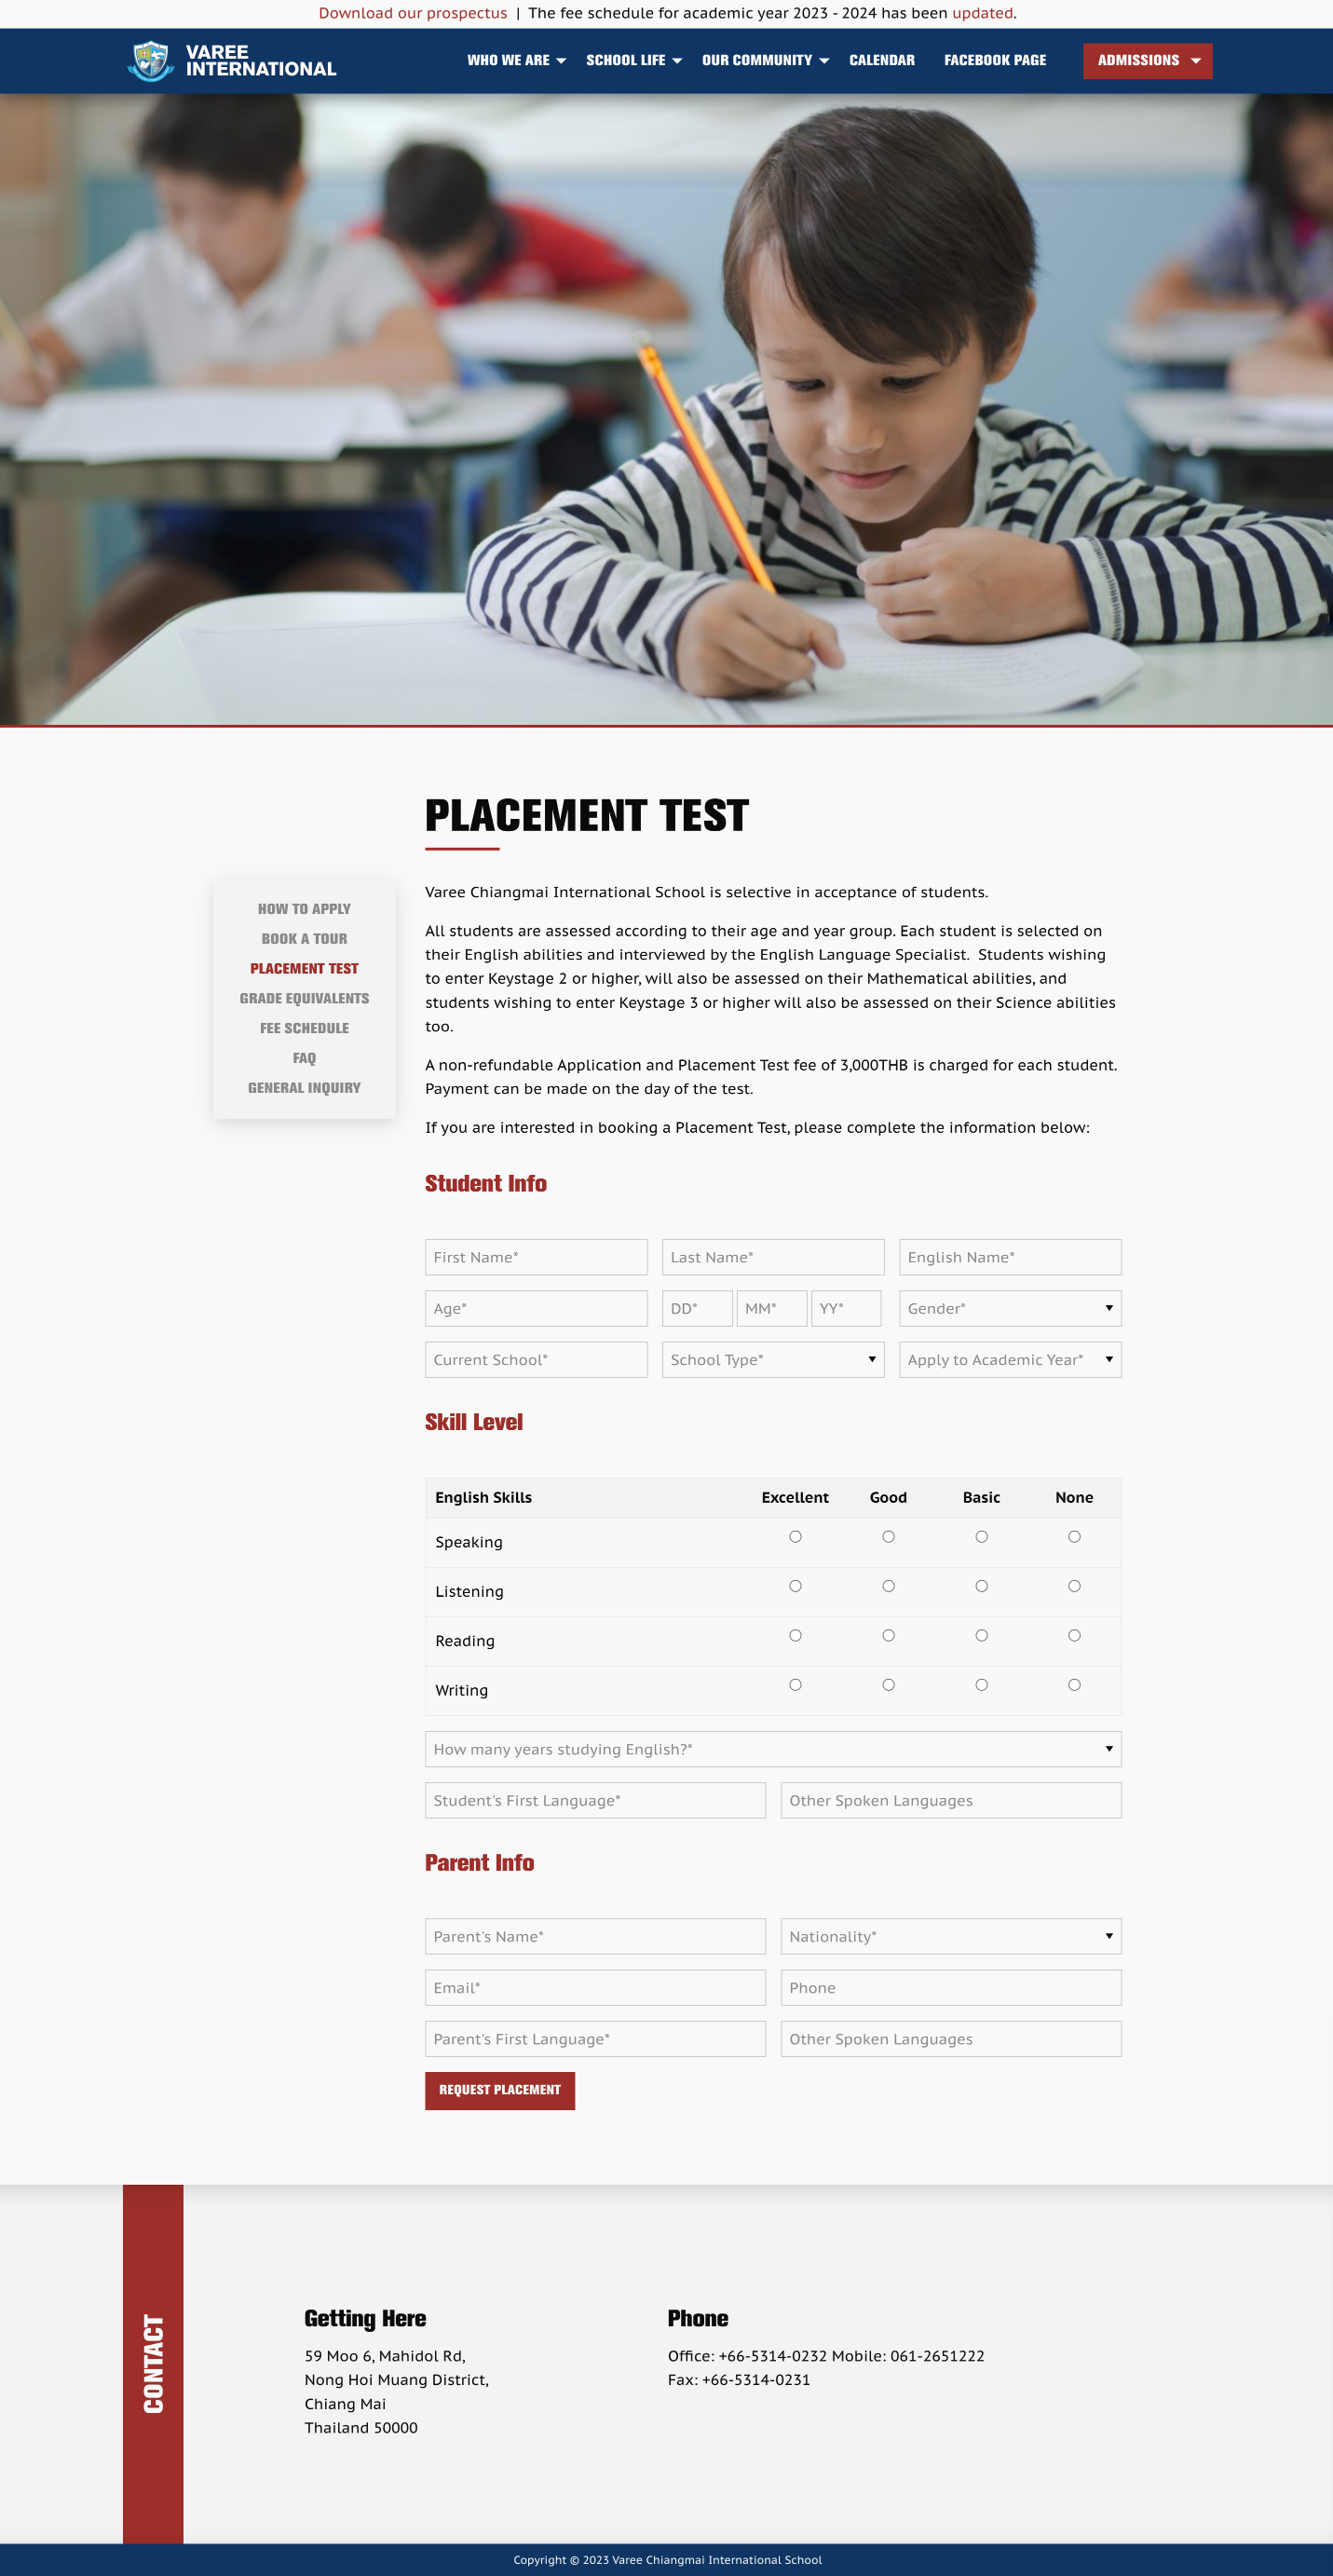 Download our prospectus | The fee schedule for academic year 2023 - 2024 has been updated.
VAREE
INTERNATIONAL
WHO WE ARE
SCHOOL LIFE
OUR COMMUNITY
CALENDAR
FACEBOOK PAGE
ADMISSIONS
PLACEMENT TEST
HOW TO APPLY
BOOK A TOUR
PLACEMENT TEST
GRADE EQUIVALENTS
FEE SCHEDULE
FAQ
GENERAL INQUIRY
Varee Chiangmai International School is selective in acceptance of students.
All students are assessed according to their age and year group. Each student is selected on
their English abilities and interviewed by the English Language Specialist.  Students wishing
to enter Keystage 2 or higher, will also be assessed on their Mathematical abilities, and
students wishing to enter Keystage 3 or higher will also be assessed on their Science abilities
too.
A non-refundable Application and Placement Test fee of 3,000THB is charged for each student.
Payment can be made on the day of the test.
If you are interested in booking a Placement Test, please complete the information below:
Student Info
First Name* Last Name* English Name*
Age* DD* MM* YY* Gender*
Current School* School Type* Apply to Academic Year*
Skill Level
English Skills Excellent Good Basic None
Speaking
Listening
Reading
Writing
How many years studying English?*
Student's First Language* Other Spoken Languages
Parent Info
Parent's Name* Nationality*
Email* Phone
Parent's First Language* Other Spoken Languages
REQUEST PLACEMENT
CONTACT
Getting Here
59 Moo 6, Mahidol Rd,
Nong Hoi Muang District,
Chiang Mai
Thailand 50000
Phone
Office: +66-5314-0232 Mobile: 061-2651222
Fax: +66-5314-0231
Copyright © 2023 Varee Chiangmai International School